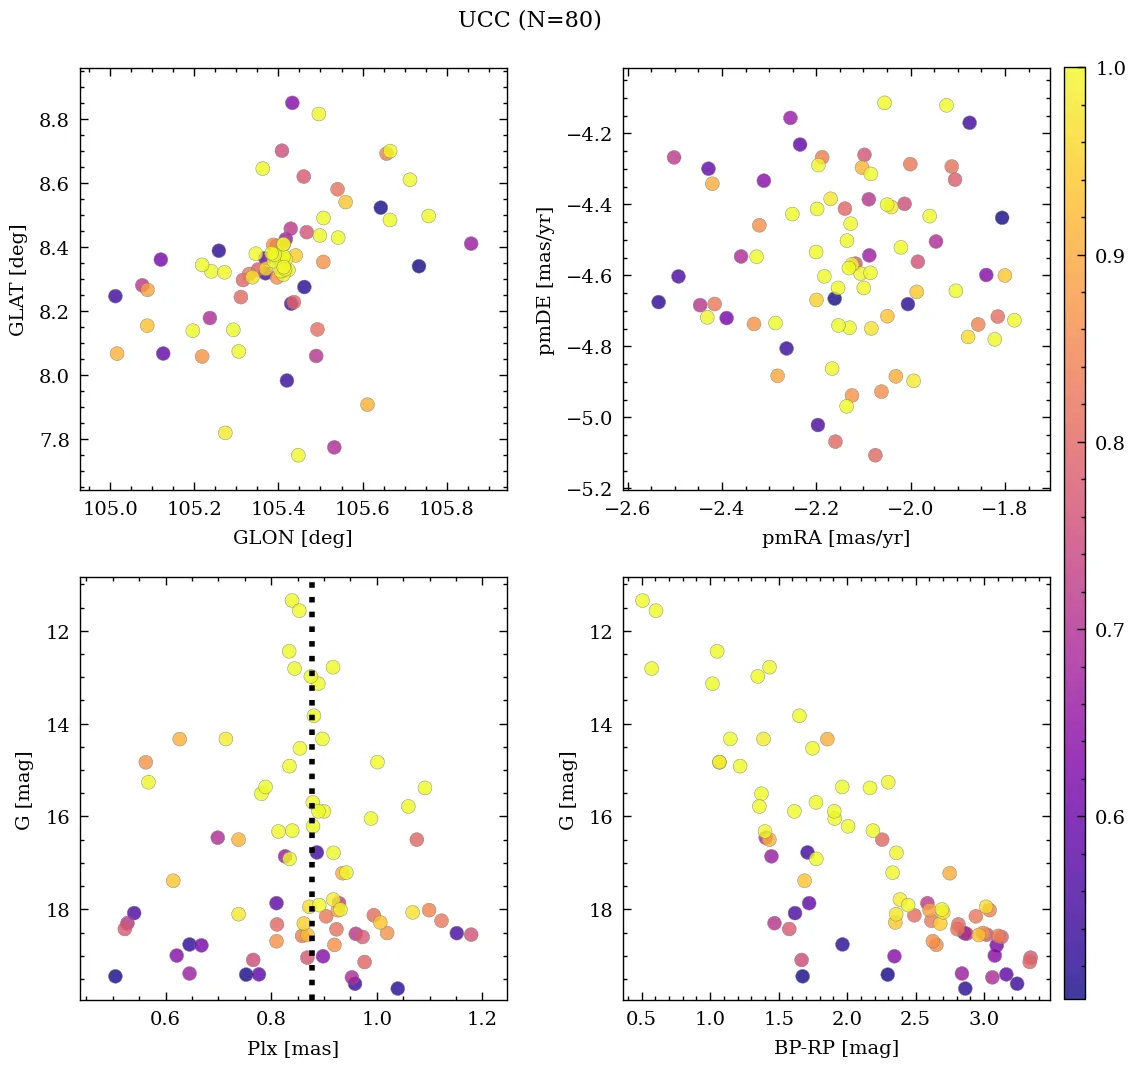 UCC (N=80)
8.8
8.6
8.4
8.2
8.0
7.8
GLAT [deg]
105.0 105.2 105.4 105.6 105.8
GLON [deg]
−4.2
−4.4
−4.6
−4.8
−5.0
−5.2
pmDE [mas/yr]
−2.6 −2.4 −2.2 −2.0 −1.8
pmRA [mas/yr]
12
14
16
18
G [mag]
0.6 0.8 1.0 1.2
Plx [mas]
12
14
16
18
G [mag]
0.5 1.0 1.5 2.0 2.5 3.0
BP-RP [mag]
1.0
0.9
0.8
0.7
0.6